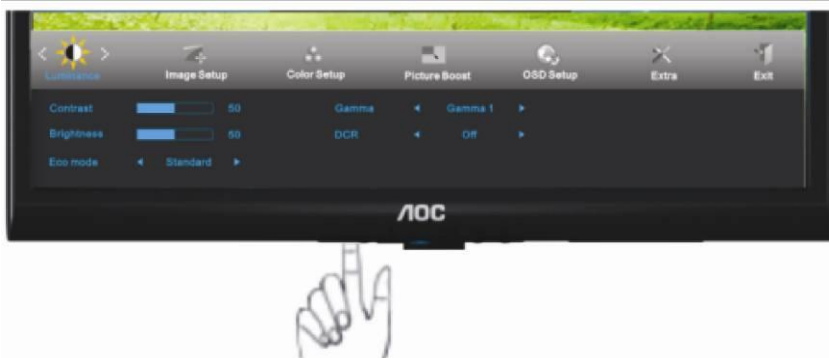 < >
Luminance Image Setup Color Setup Picture Boost OSD Setup Extra Exit
Contrast 50 Gamma Gamma 1
Brightness 50 DCR Off
Eco mode Standard
AOC